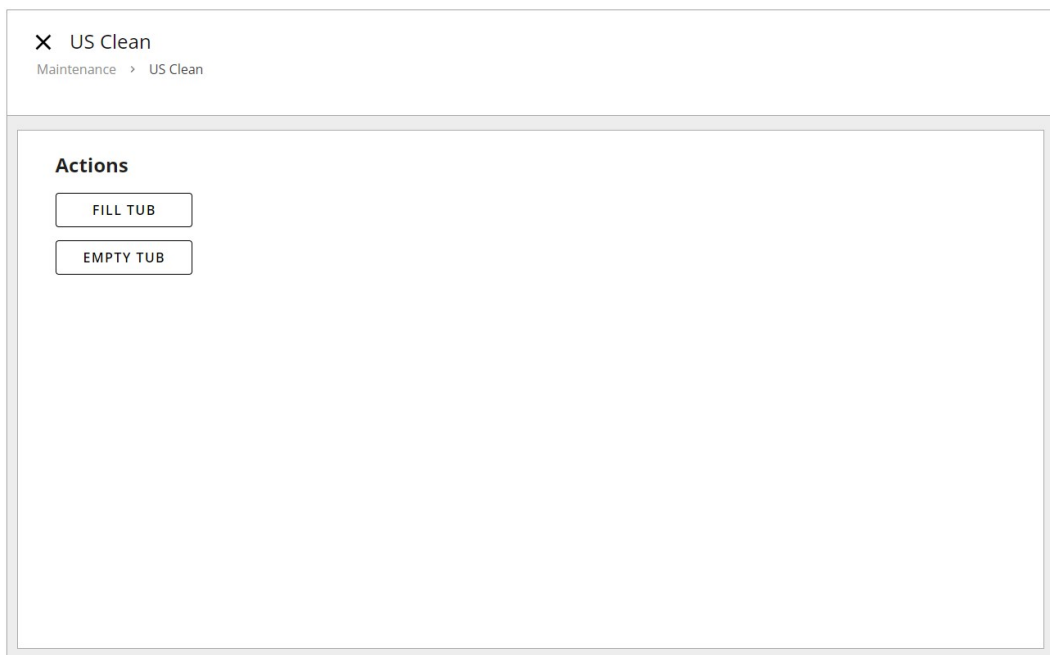 US Clean
Maintenance > US Clean
Actions
FILL TUB
EMPTY TUB